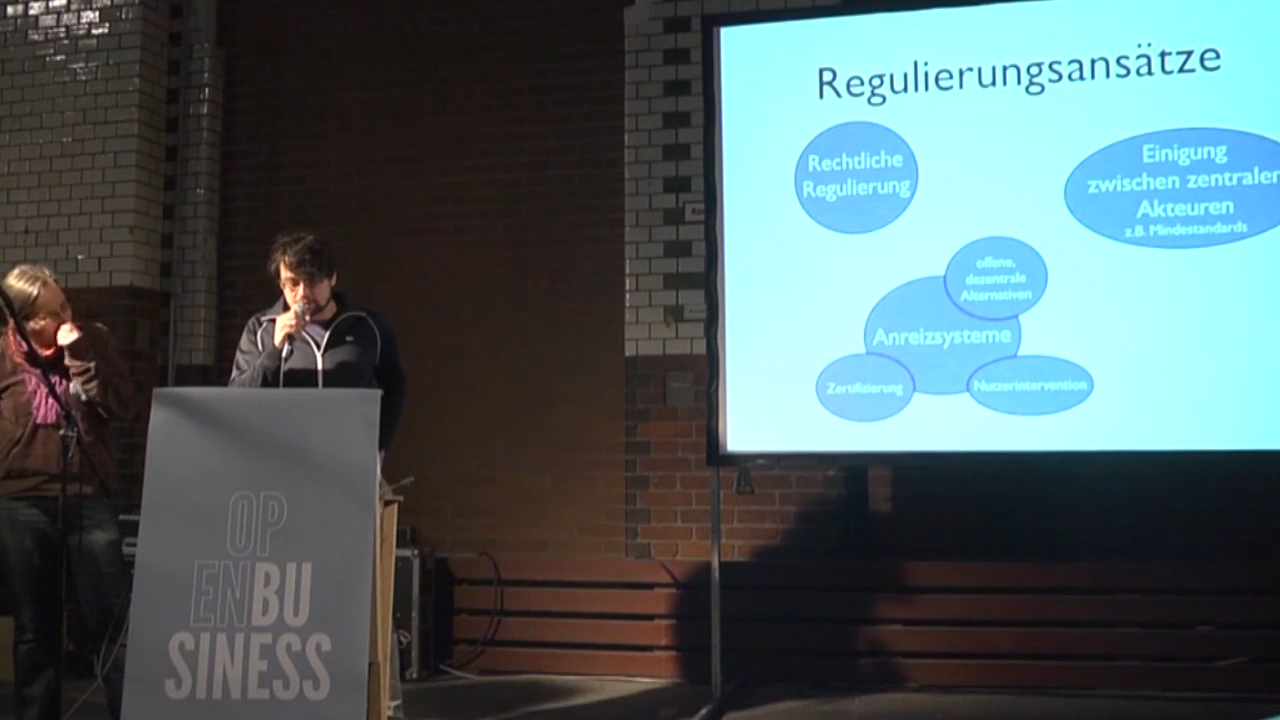 Regulierungsansätze
Rechtliche
Regulierung
Einigung
zwischen zentralen
Akteuren
z.B. Mindestandards
offene,
dezentrale
Alternativen
Anreizsysteme
Zertifizierung
Nutzerintervention
OP
ENBU
SINESS